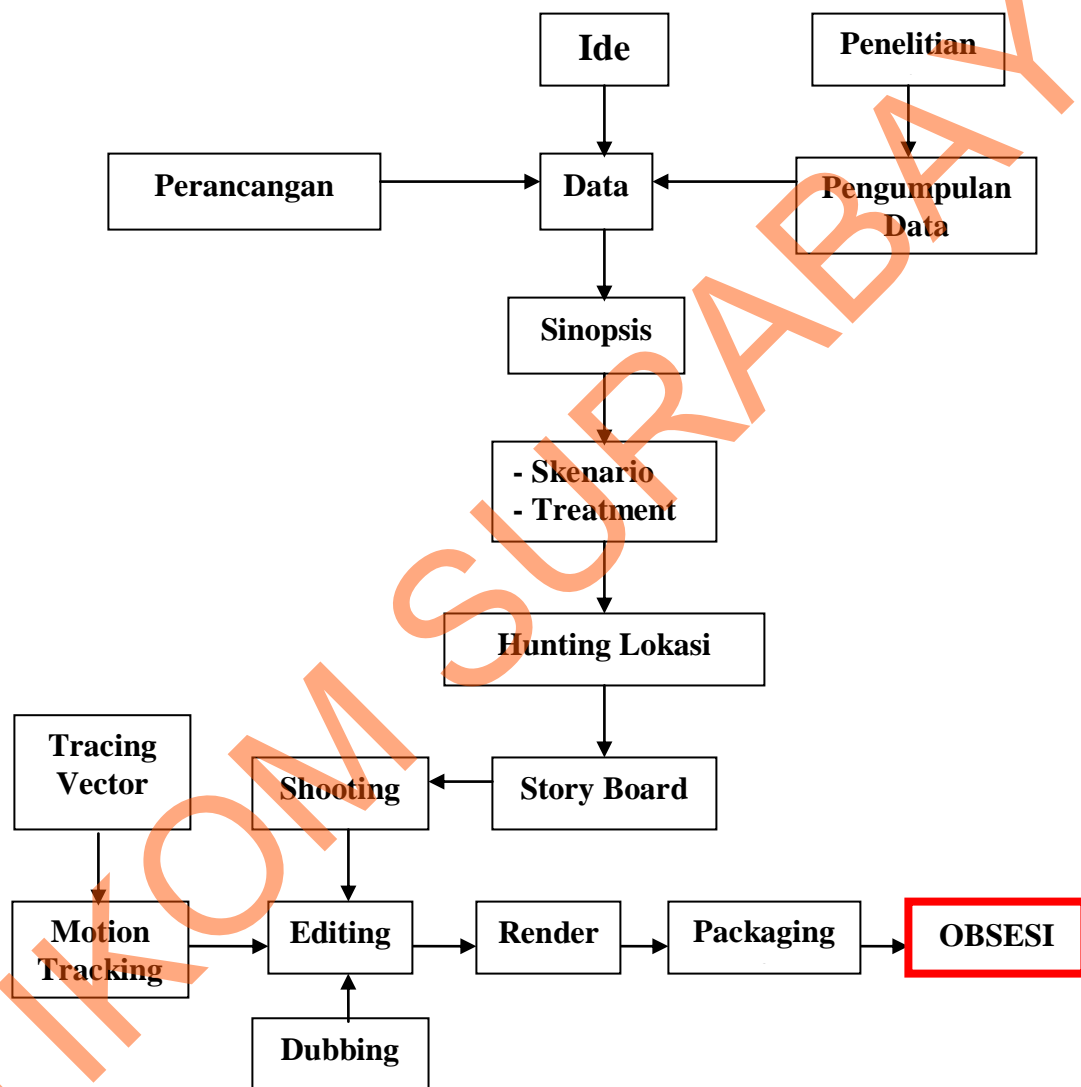 Ide
Penelitian
Perancangan
Data
Pengumpulan
Data
Sinopsis
- Skenario
- Treatment
Hunting Lokasi
Tracing
Vector
Shooting
Story Board
Motion
Tracking
Editing
Render
Packaging
OBSESI
Dubbing
IKOM SURABAY